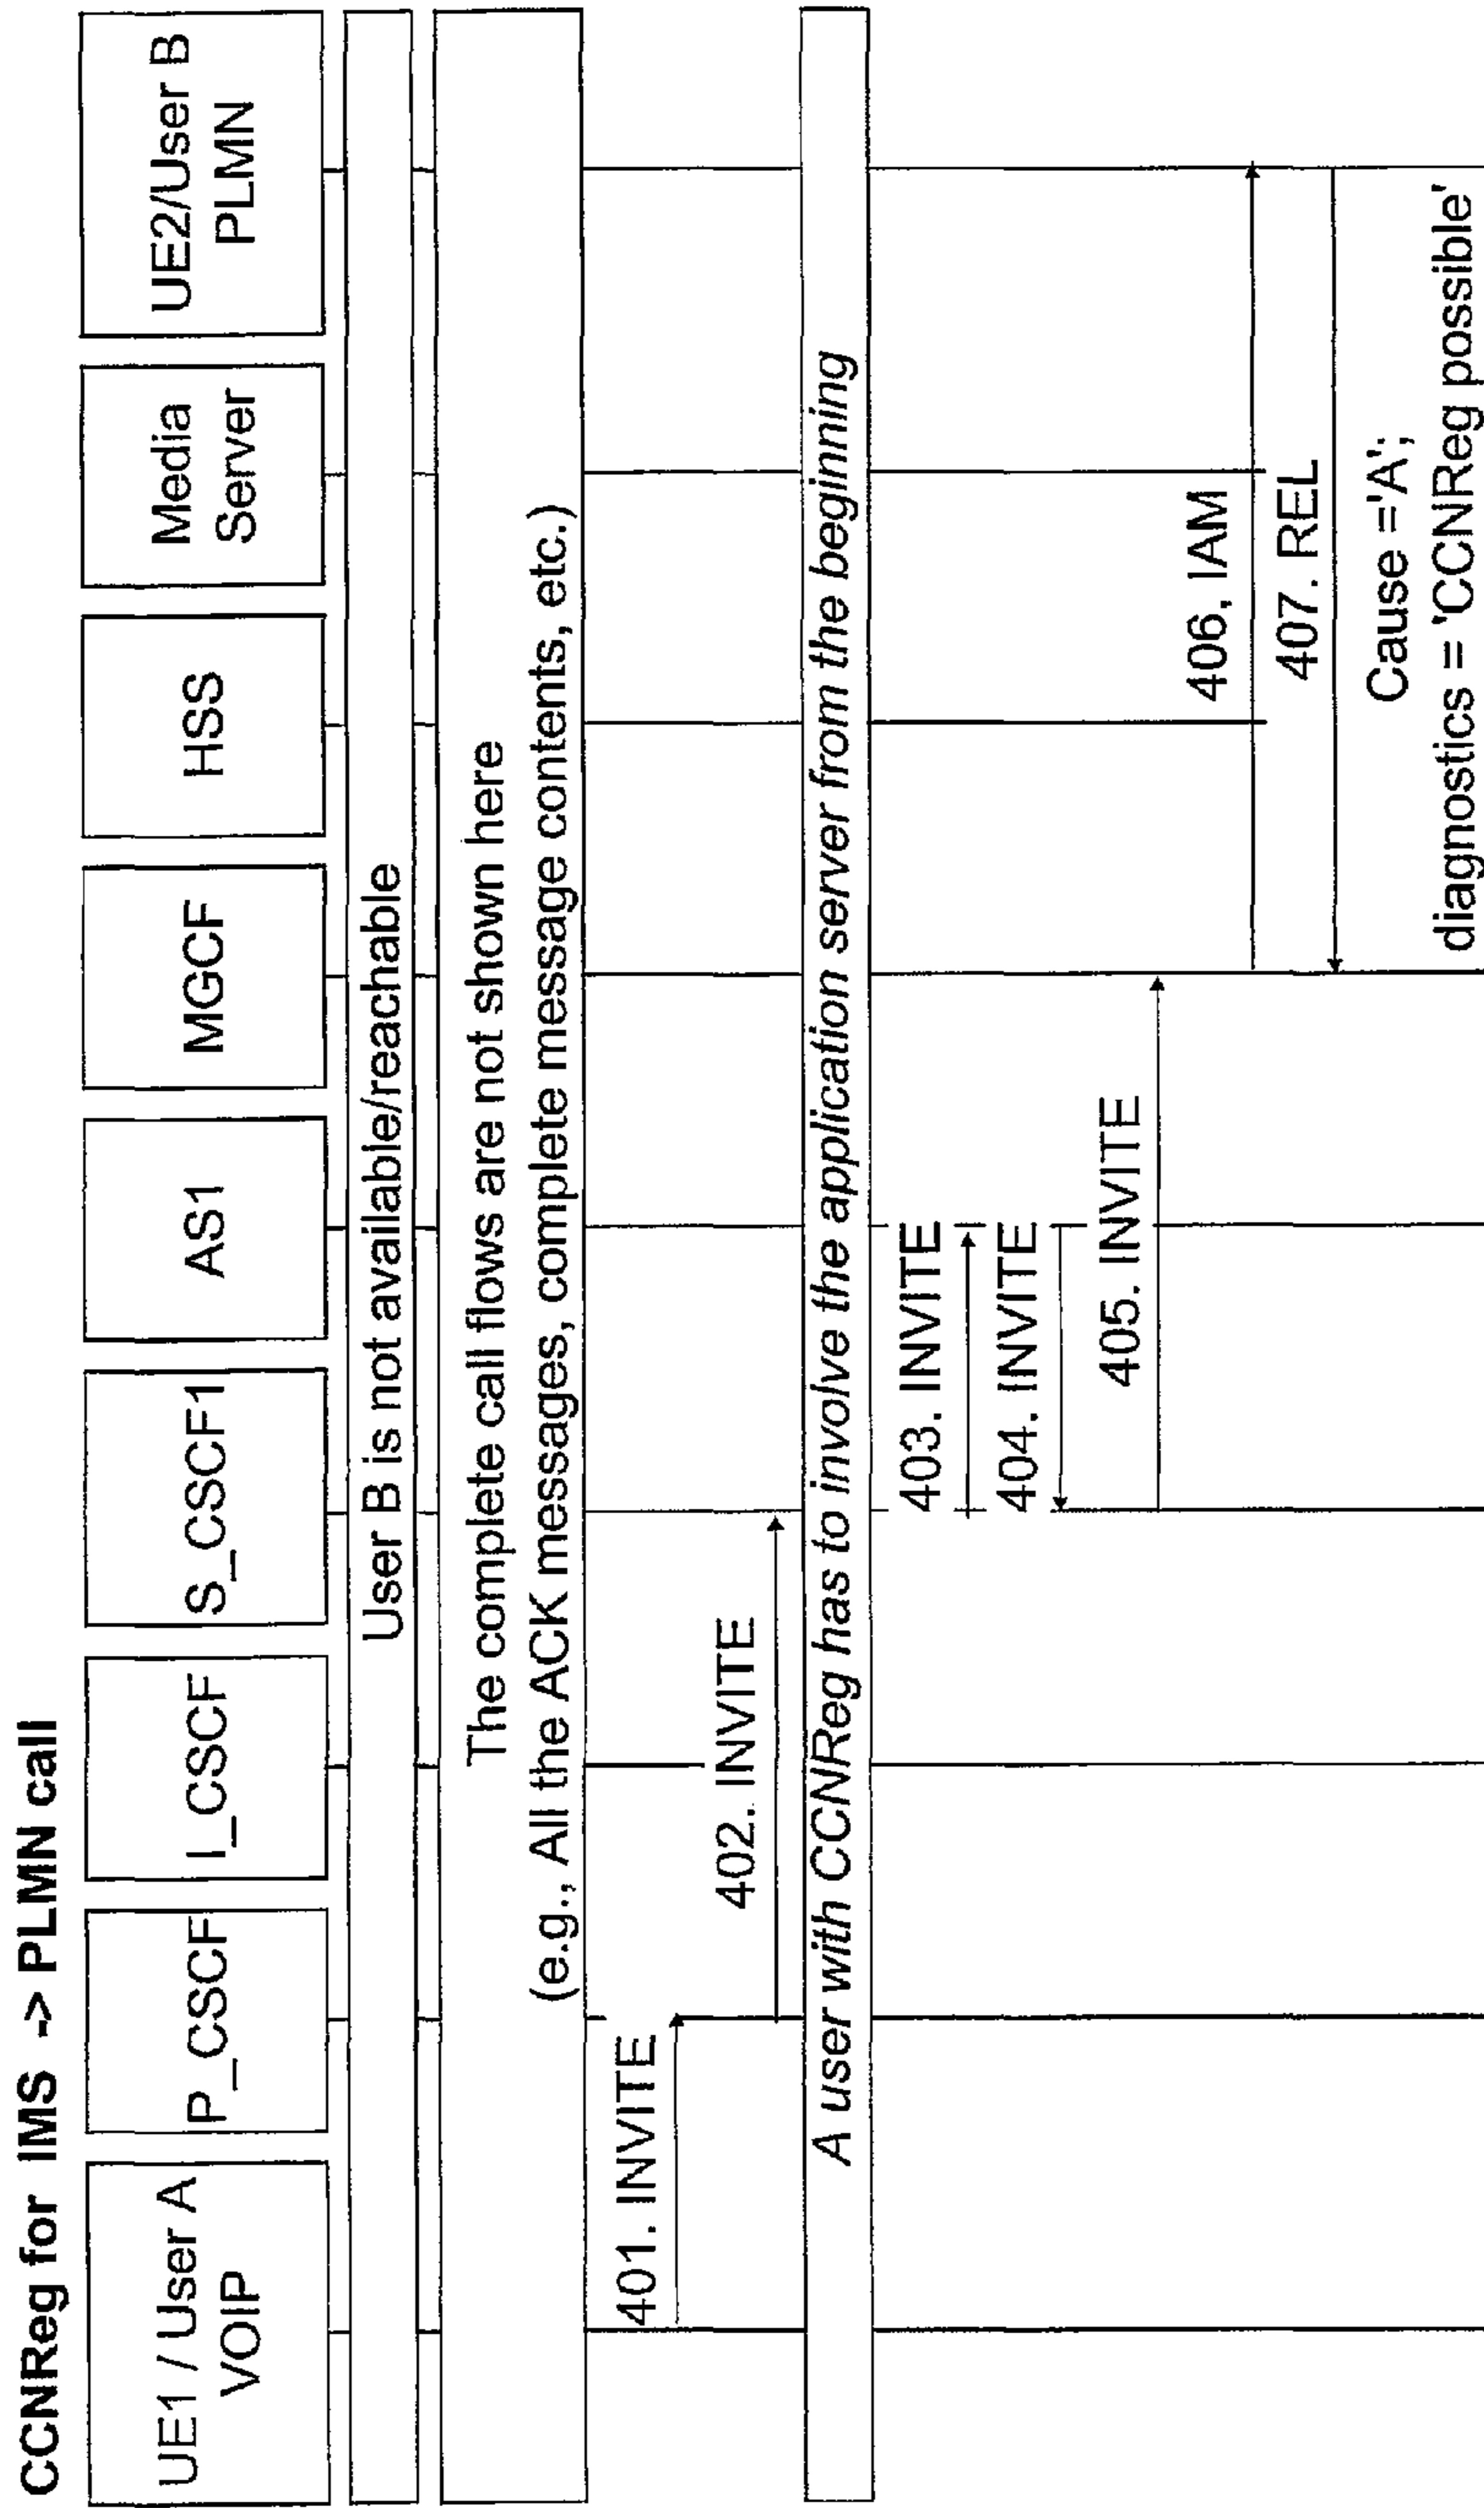 CCNReg for IMS -> PLMN call
UE1 / User A
VOIP
P_CSCF
I_CSCF
S_CSCF1
AS1
MGCF
HSS
Media
Server
UE2/User B
PLMN
User B is not available/reachable
The complete call flows are not shown here
(e.g., All the ACK messages, complete message contents, etc.)
401. INVITE
402. INVITE
A user with CCNReg has to involve the application server from the beginning
403. INVITE
404. INVITE
405. INVITE
406. IAM
407. REL
Cause ='A';
diagnostics = 'CCNReg possible'